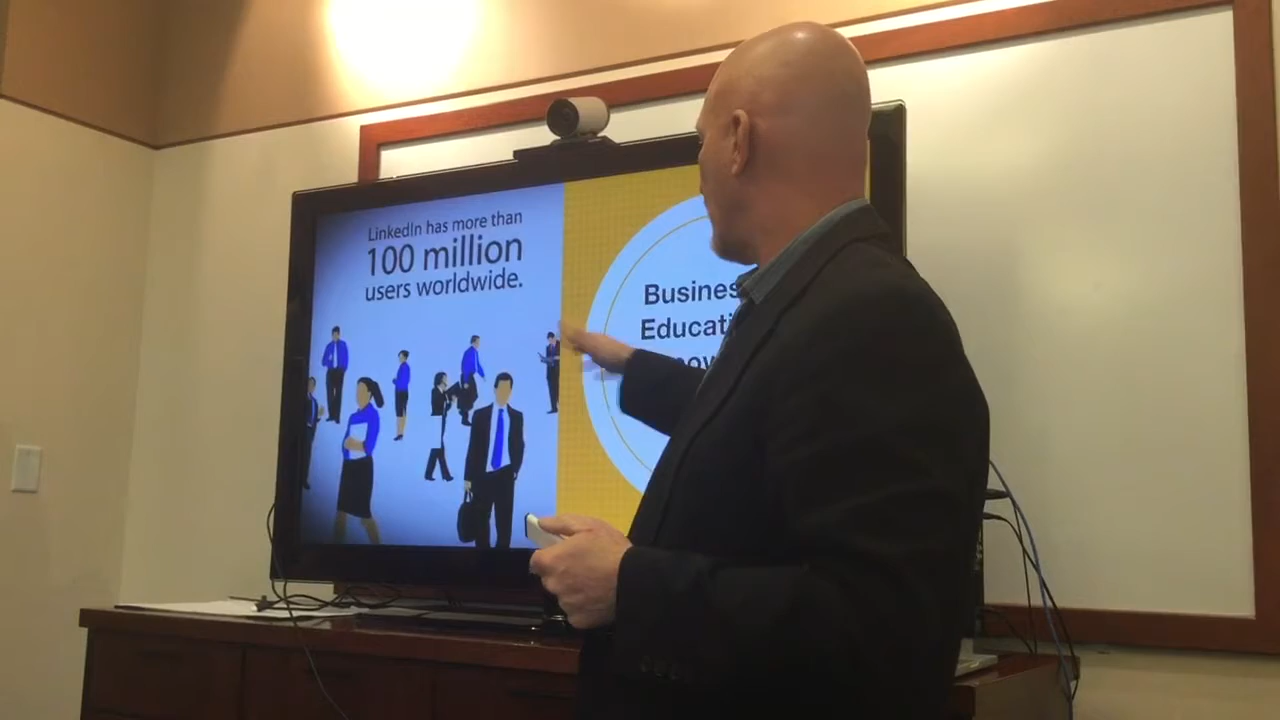 LinkedIn has more than
100 million
users worldwide.
Busines
Educati